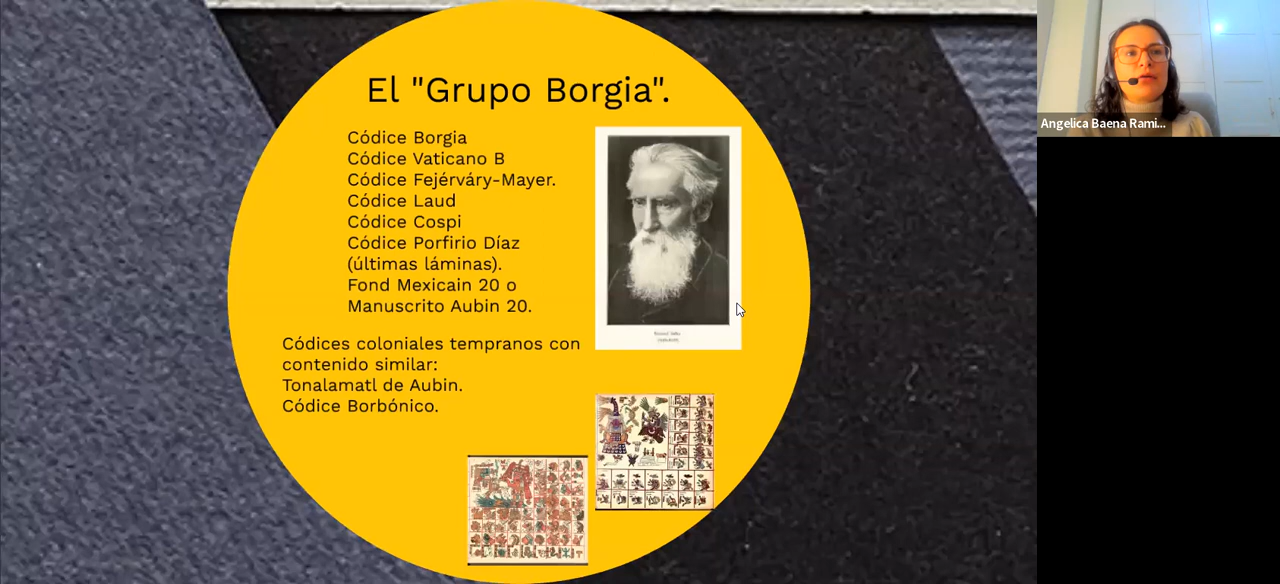 El "Grupo Borgia".
Códice Borgia
Códice Vaticano B
Códice Fejérváry-Mayer.
Códice Laud
Códice Cospi
Códice Porfirio Díaz
(últimas láminas).
Fond Mexicain 20 o
Manuscrito Aubin 20.
Códices coloniales tempranos con
contenido similar:
Tonalamatl de Aubin.
Códice Borbónico.
Angelica Baena Rami...